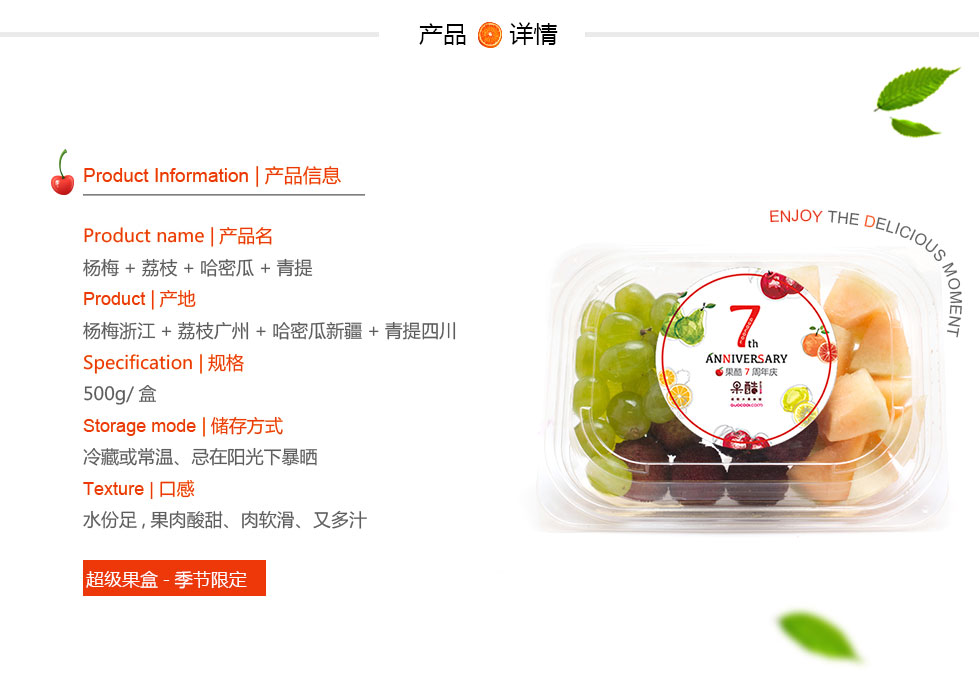 产品 详情
Product Information | 产品信息
Product name | 产品名
杨梅 + 荔枝 + 哈密瓜 + 青提
Product | 产地
杨梅浙江 + 荔枝广州 + 哈密瓜新疆 + 青提四川
Specification | 规格
500g/ 盒
Storage mode | 储存方式
冷藏或常温、忌在阳光下暴晒
Texture | 口感
水份足 , 果肉酸甜、肉软滑、又多汁
超级果盒 - 季节限定
ENJOY THE DELICIOUS MOMENT
7th
ANNIVERSARY
果酷 7 周年庆
果酷
GUOCOOL.COM